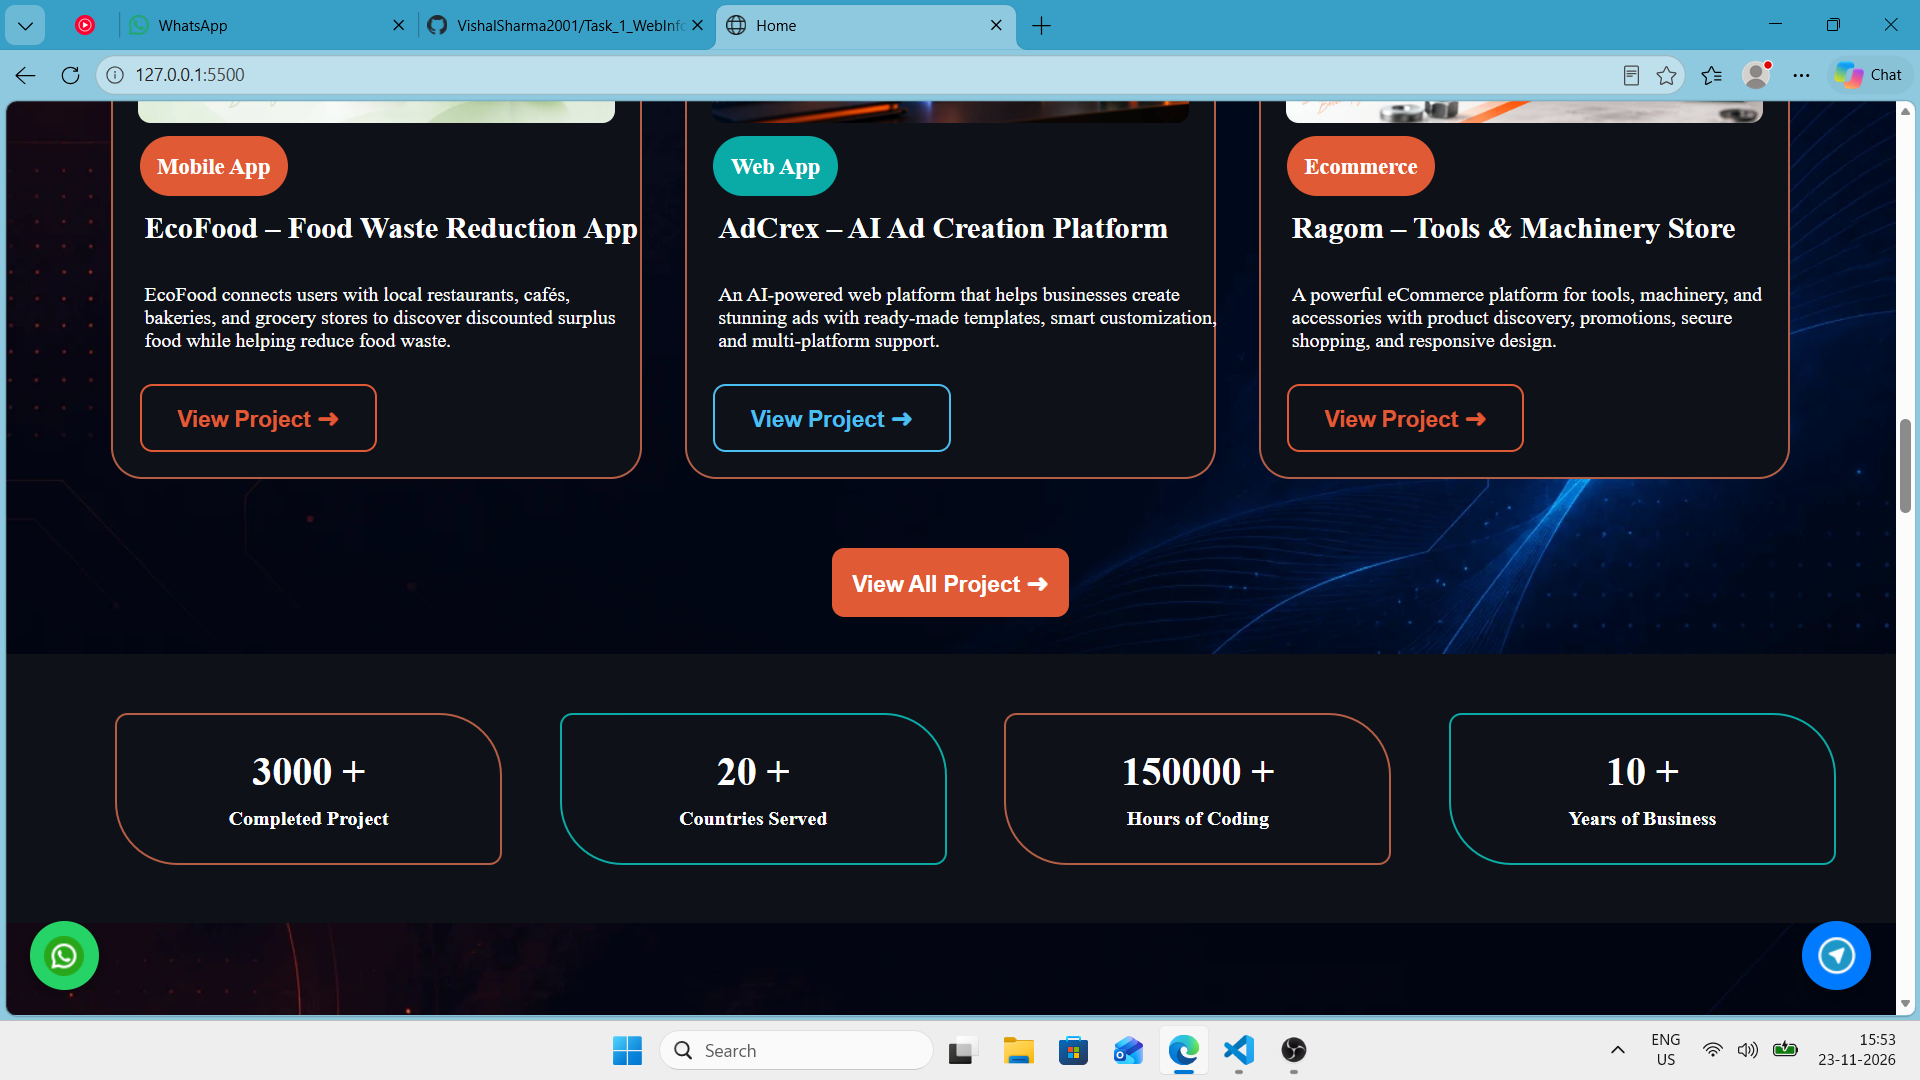 WhatsApp
VishalSharma2001/Task_1_WebInfo
Home
127.0.0.1:5500
Chat
Mobile App
EcoFood – Food Waste Reduction App
EcoFood connects users with local restaurants, cafés,
bakeries, and grocery stores to discover discounted surplus
food while helping reduce food waste.
View Project ➜
Web App
AdCrex – AI Ad Creation Platform
An AI-powered web platform that helps businesses create
stunning ads with ready-made templates, smart customization,
and multi-platform support.
View Project ➜
Ecommerce
Ragom – Tools & Machinery Store
A powerful eCommerce platform for tools, machinery, and
accessories with product discovery, promotions, secure
shopping, and responsive design.
View Project ➜
View All Project ➜
3000 +
Completed Project
20 +
Countries Served
150000 +
Hours of Coding
10 +
Years of Business
Search
ENG
US
15:53
23-11-2026